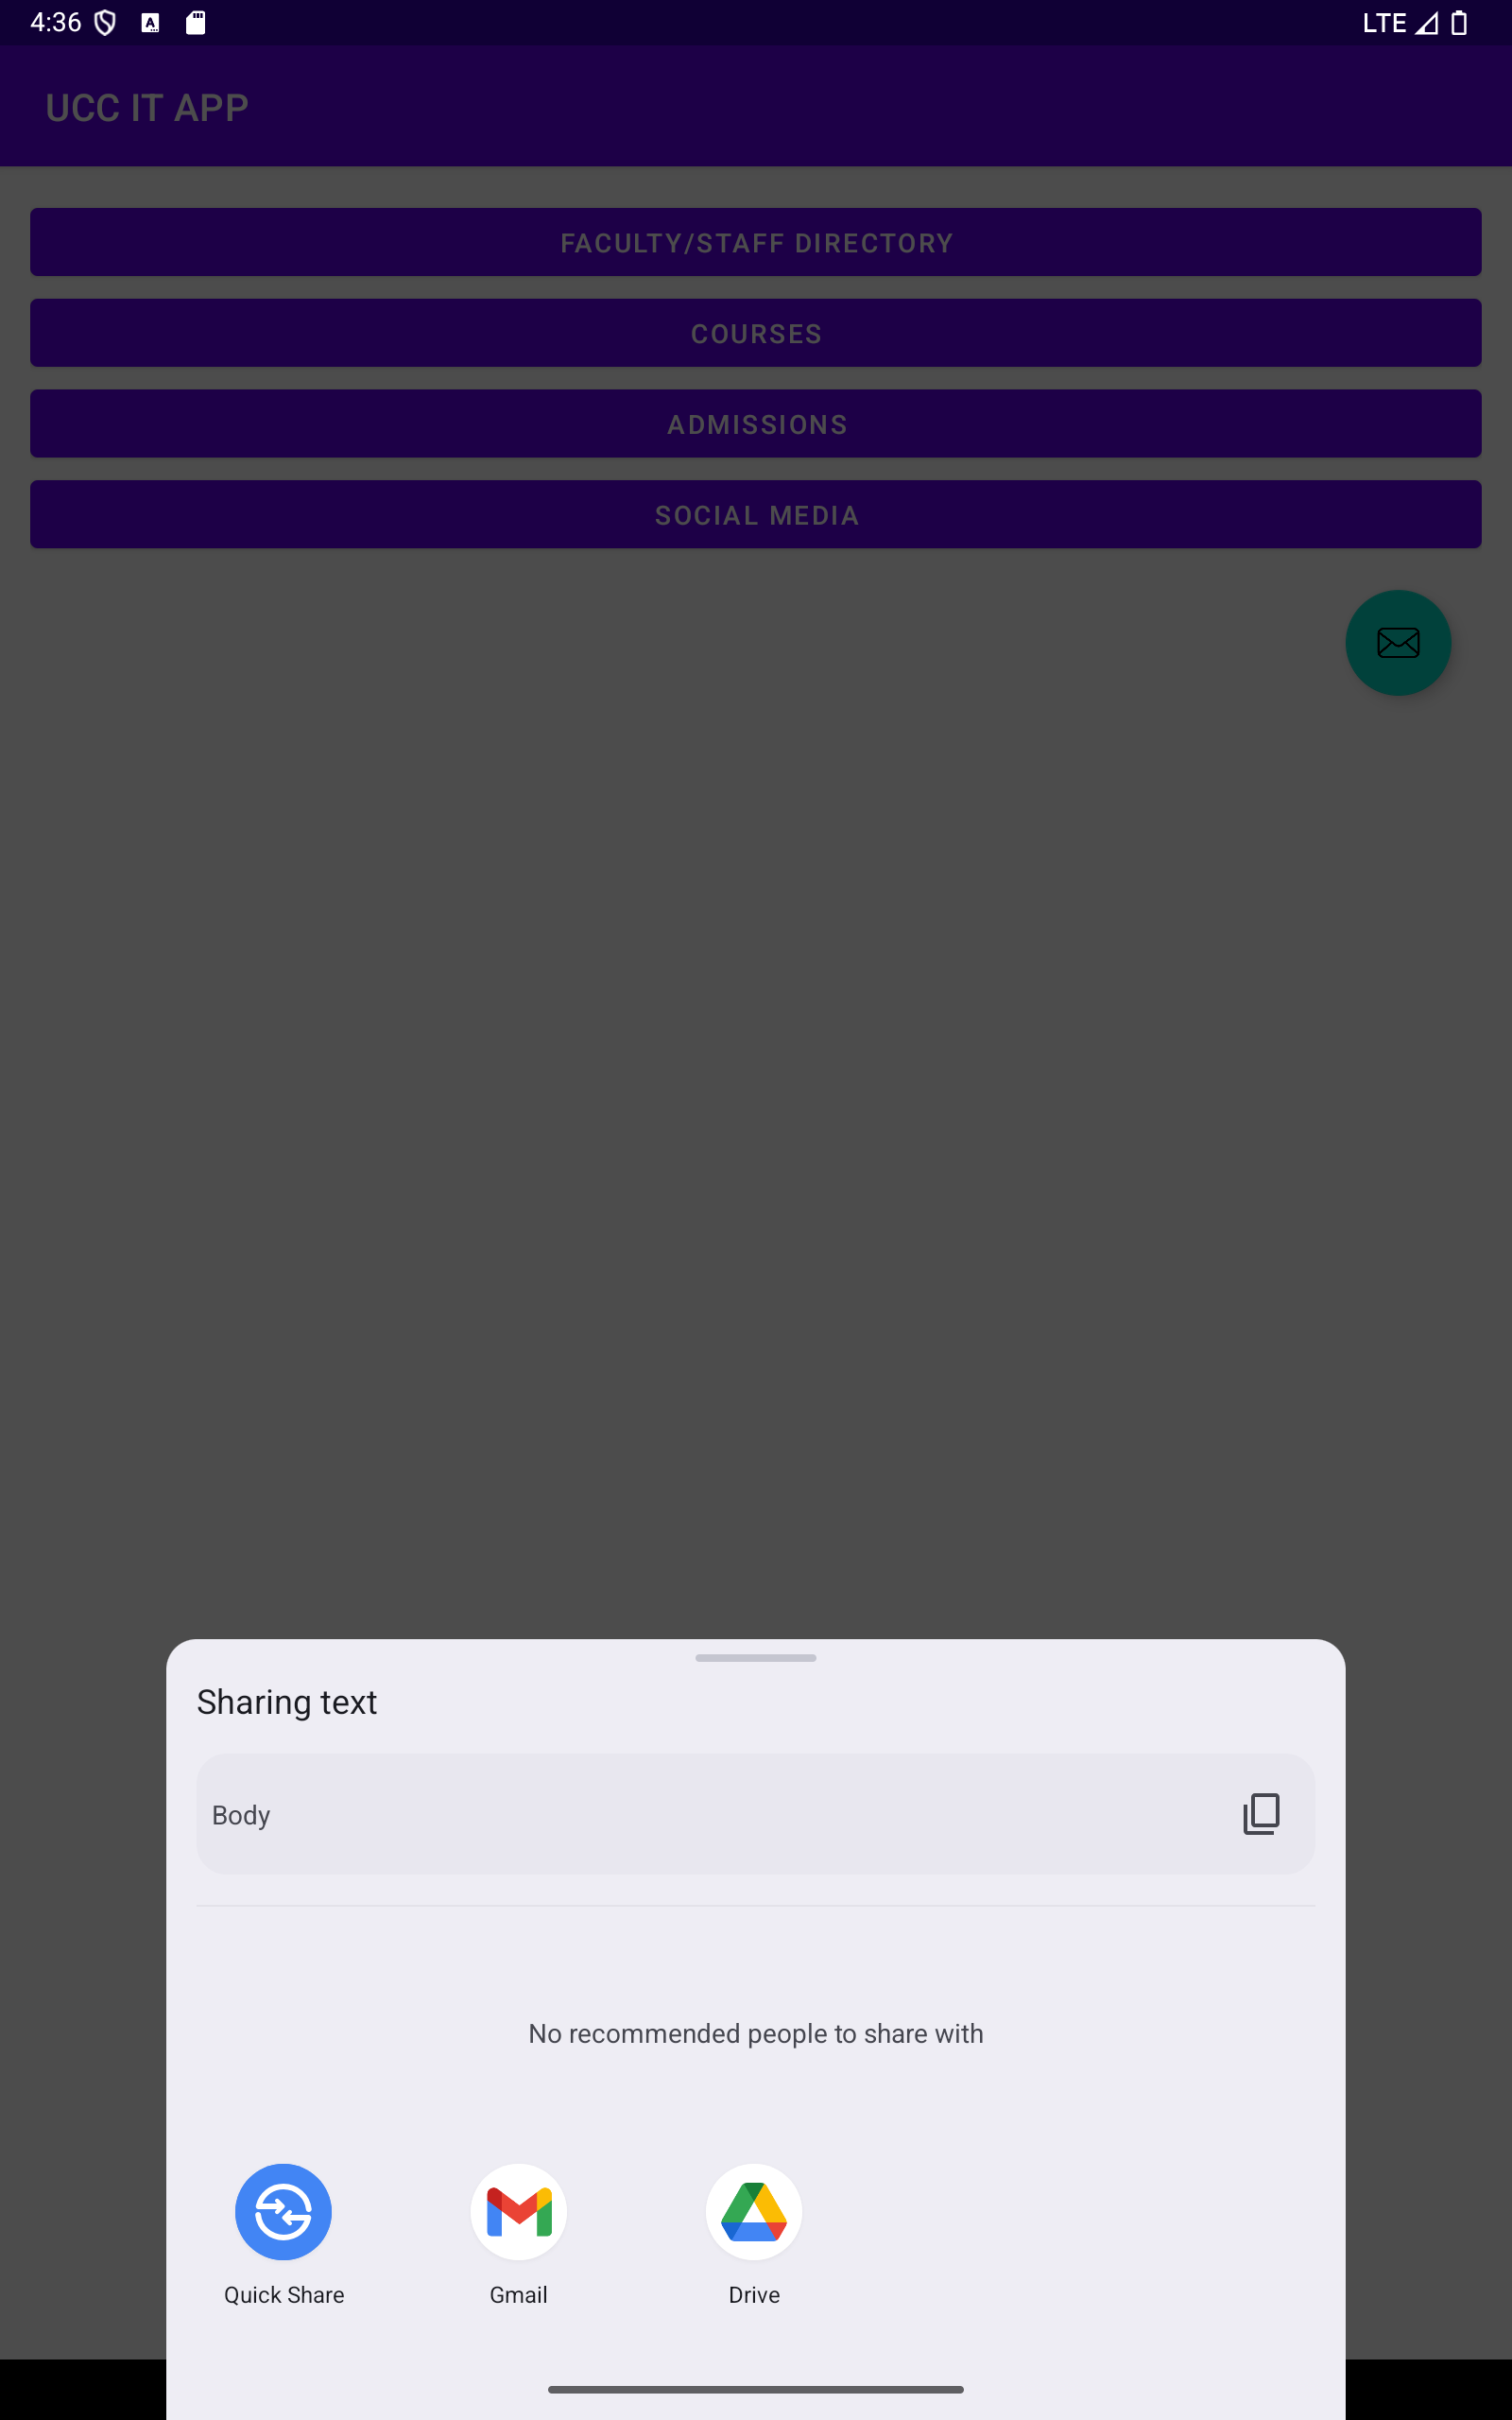 4:36
LTE
UCC IT APP
FACULTY/STAFF DIRECTORY
COURSES
ADMISSIONS
SOCIAL MEDIA
Sharing text
Body
No recommended people to share with
Quick Share
Gmail
Drive